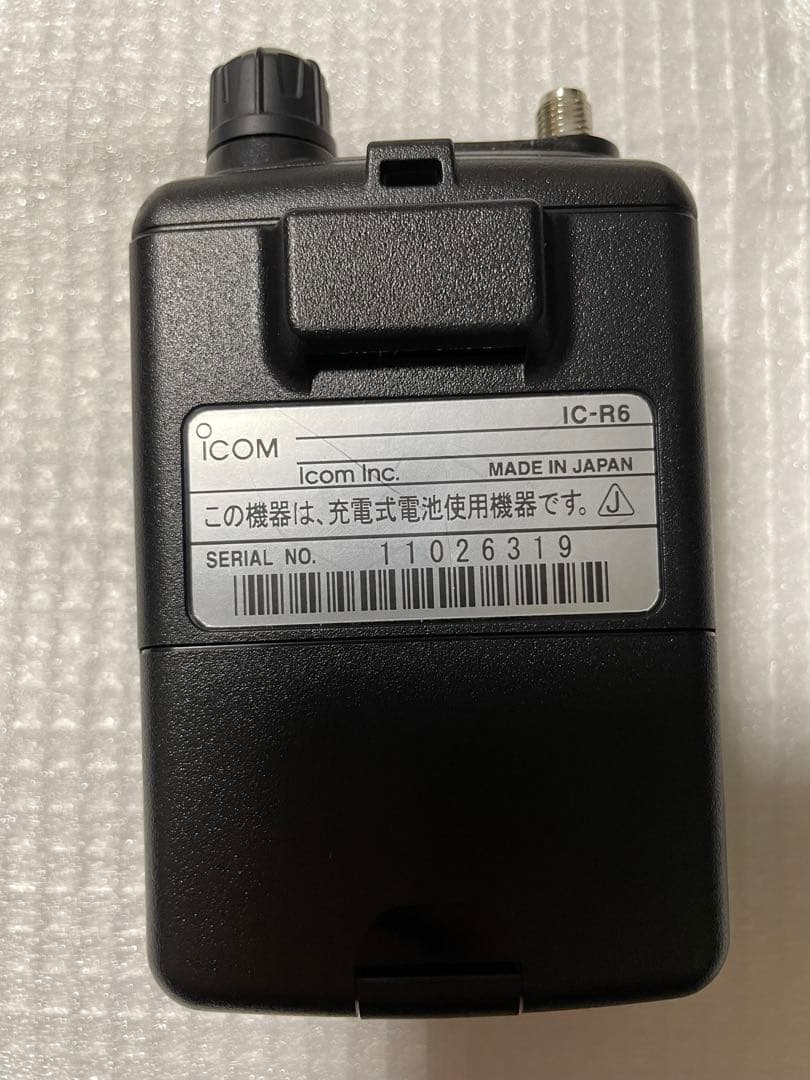 IC-R6
iCOM
Icom Inc. MADE IN JAPAN
この機器は、充電式電池使用機器です。 J
SERIAL NO. 11026319